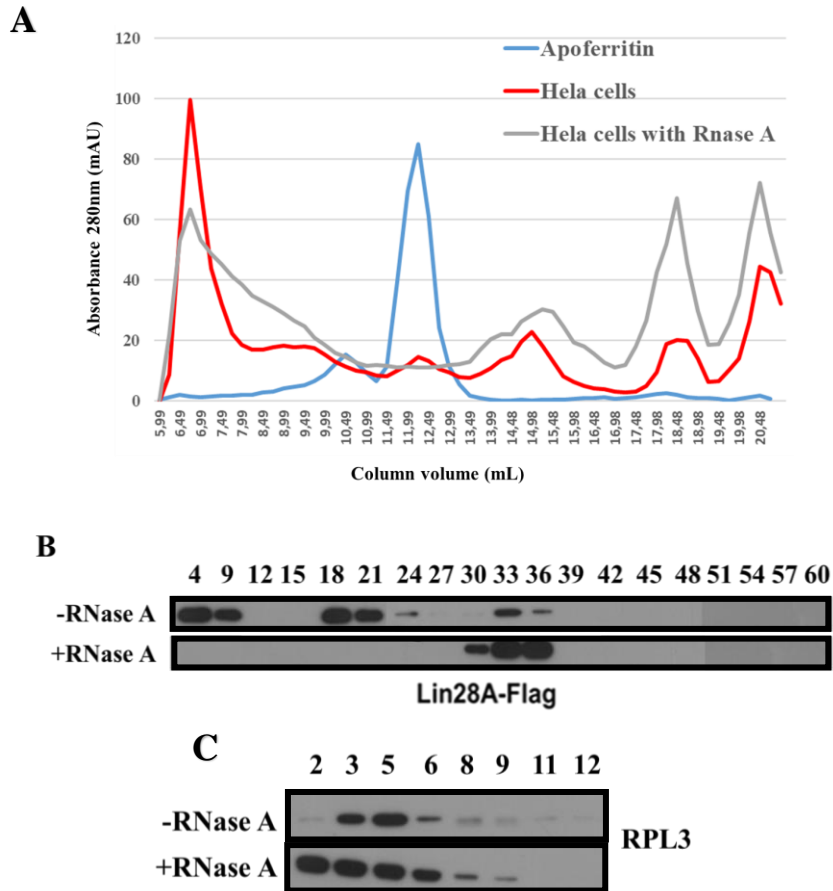 A
120
Apoferritin
100
Hela cells
Hela cells with Rnase A
80
60
40
20
0
Absorbance 280nm (mAU)
5,99 6,49 6,99 7,49 7,99 8,49 8,99 9,49 9,99 10,49 10,99 11,49 11,99 12,49 12,99 13,49 13,99 14,48 14,98 15,48 15,98 16,48 16,98 17,48 17,98 18,48 18,98 19,48 19,98 20,48
Column volume (mL)
B
4 9 12 15 18 21 24 27 30 33 36 39 42 45 48 51 54 57 60
-RNase A
+RNase A
Lin28A-Flag
C
2 3 5 6 8 9 11 12
-RNase A
RPL3
+RNase A